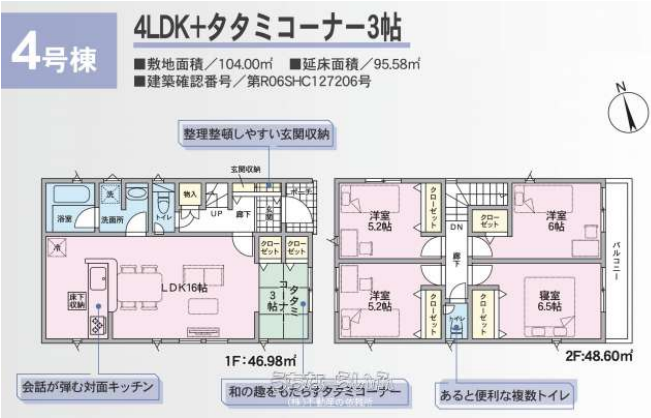 4号棟
4LDK+タタミコーナー3帖
■敷地面積／104.00㎡ ■延床面積／95.58㎡
■建築確認番号／第R06SHC127206号
N
整理整頓しやすい玄関収納
玄関収納
浴室
洗
洗面所
トイレ
物入
UP
廊下
玄関
ポーチ
冷
床下収納
LDK16帖
クローゼット
クローゼット
タタミコーナー
3帖
1F:46.98㎡
洋室
5.2帖
クローゼット
DN
クローゼット
洋室
6帖
廊下
バルコニー
洋室
5.2帖
クローゼット
トイレ
クローゼット
寝室
6.5帖
2F:48.60㎡
会話が弾む対面キッチン
和の趣をもたらすタタミコーナー
あると便利な複数トイレ